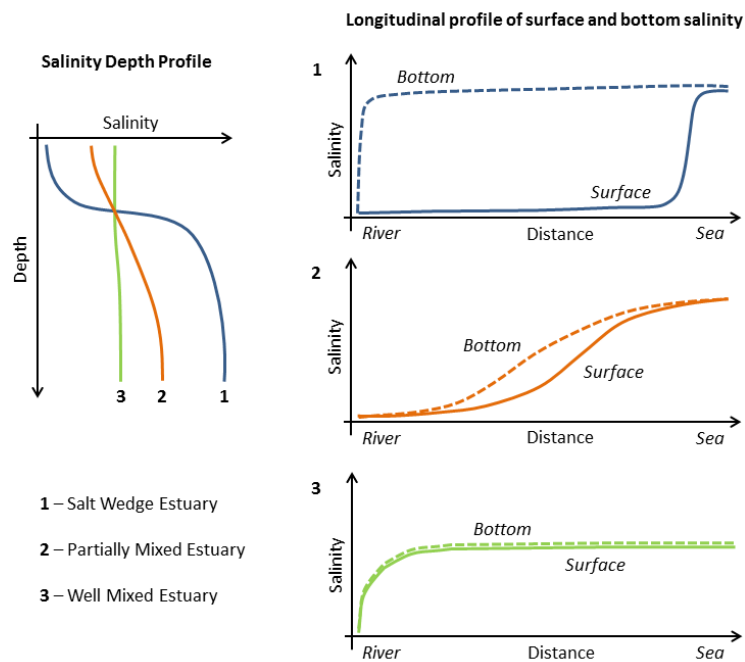 Longitudinal profile of surface and bottom salinity
Salinity Depth Profile
Salinity
Depth
3 2 1
1 – Salt Wedge Estuary
2 – Partially Mixed Estuary
3 – Well Mixed Estuary
1
Bottom
Salinity
Surface
River Distance Sea
2
Salinity
Bottom
Surface
River Distance Sea
3
Bottom
Salinity
Surface
River Distance Sea